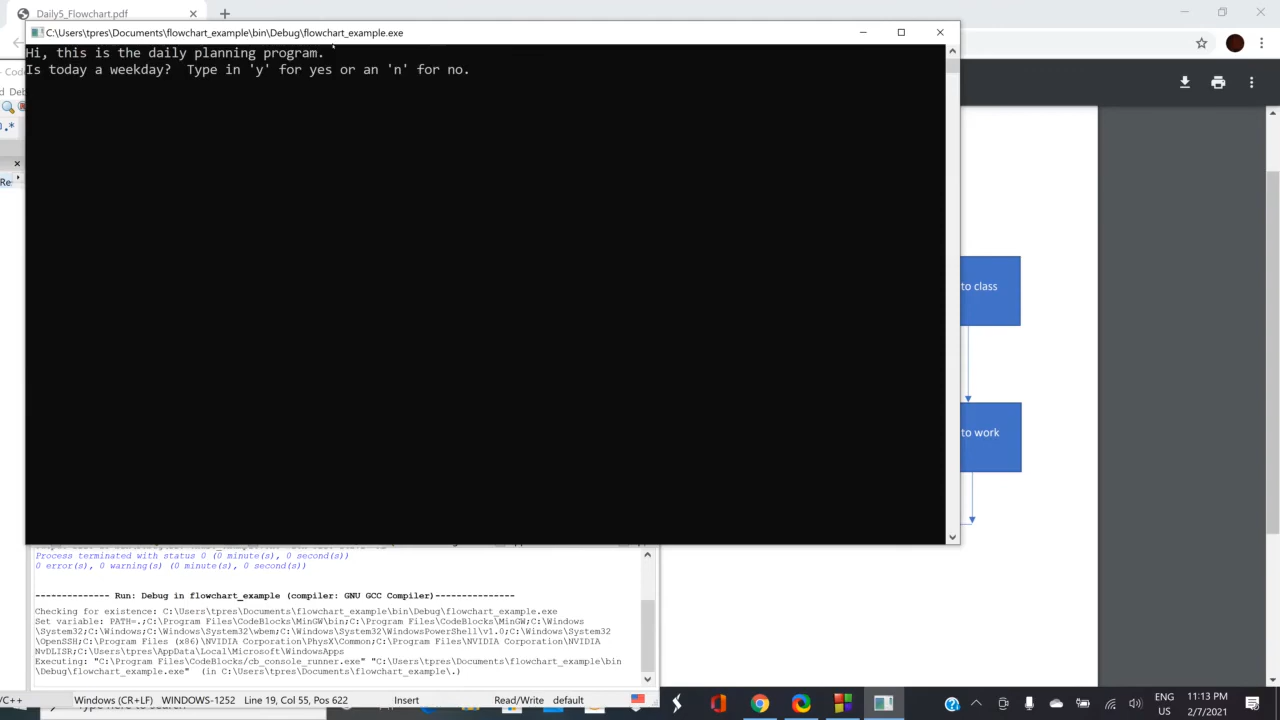 Daily5_Flowchart.pdf
C:\Users\tpres\Documents\flowchart_example\bin\Debug\flowchart_example.exe
Hi, this is the daily planning program.
Is today a weekday?  Type in 'y' for yes or an 'n' for no.
to class
to work
Process terminated with status 0 (0 minute(s), 0 second(s))
0 error(s), 0 warning(s) (0 minute(s), 0 second(s))
-------------- Run: Debug in flowchart_example (compiler: GNU GCC Compiler)---------------
Checking for existence: C:\Users\tpres\Documents\flowchart_example\bin\Debug\flowchart_example.exe
Set variable: PATH=.;C:\Program Files\CodeBlocks\MinGW\bin;C:\Program Files\CodeBlocks\MinGW;C:\Windows
\System32;C:\Windows;C:\Windows\System32\wbem;C:\Windows\System32\WindowsPowerShell\v1.0;C:\Windows\System32
\OpenSSH;C:\Program Files (x86)\NVIDIA Corporation\PhysX\Common;C:\Program Files\NVIDIA Corporation\NVIDIA
NvDLISR;C:\Users\tpres\AppData\Local\Microsoft\WindowsApps
Executing: "C:\Program Files\CodeBlocks/cb_console_runner.exe" "C:\Users\tpres\Documents\flowchart_example\bin
\Debug\flowchart_example.exe"  (in C:\Users\tpres\Documents\flowchart_example\.)
/C++ Windows (CR+LF) WINDOWS-1252 Line 19, Col 55, Pos 622 Insert Read/Write default
ENG
US
11:13 PM
2/7/2021